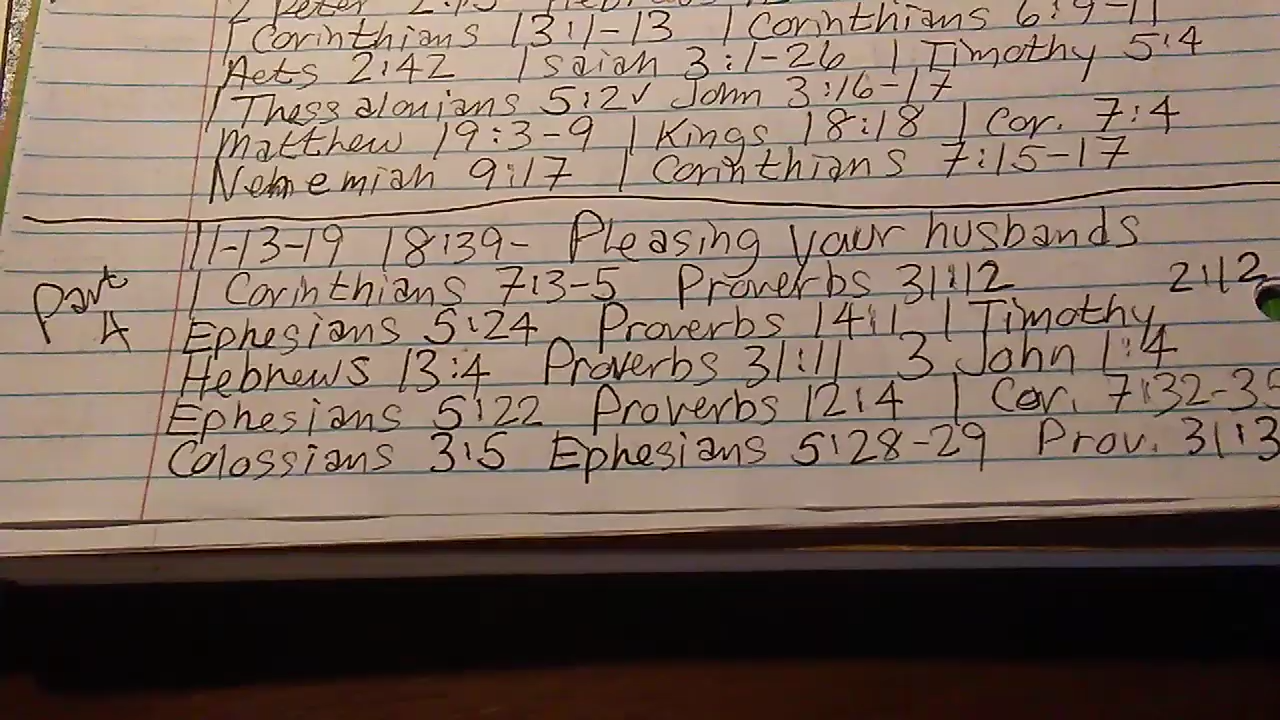 1 Corinthians 13:1-13 1 Corinthians 6:9-11
Acts 2:42 Isaiah 3:1-26 1 Timothy 5:4
1 Thessalonians 5:21 John 3:16-17
Matthew 19:3-9 1 Kings 18:18 1 Cor. 7:4
Nehemiah 9:17 1 Corinthians 7:15-17
11-13-19 18:39- Pleasing your husbands
Part A
1 Corinthians 7:3-5 Proverbs 31:12
Ephesians 5:24 Proverbs 14:1 1 Timothy 2:12
Hebrews 13:4 Proverbs 31:11 3 John 1:4
Ephesians 5:22 Proverbs 12:4 1 Cor. 7:32-35
Colossians 3:5 Ephesians 5:28-29 Prov. 31:3